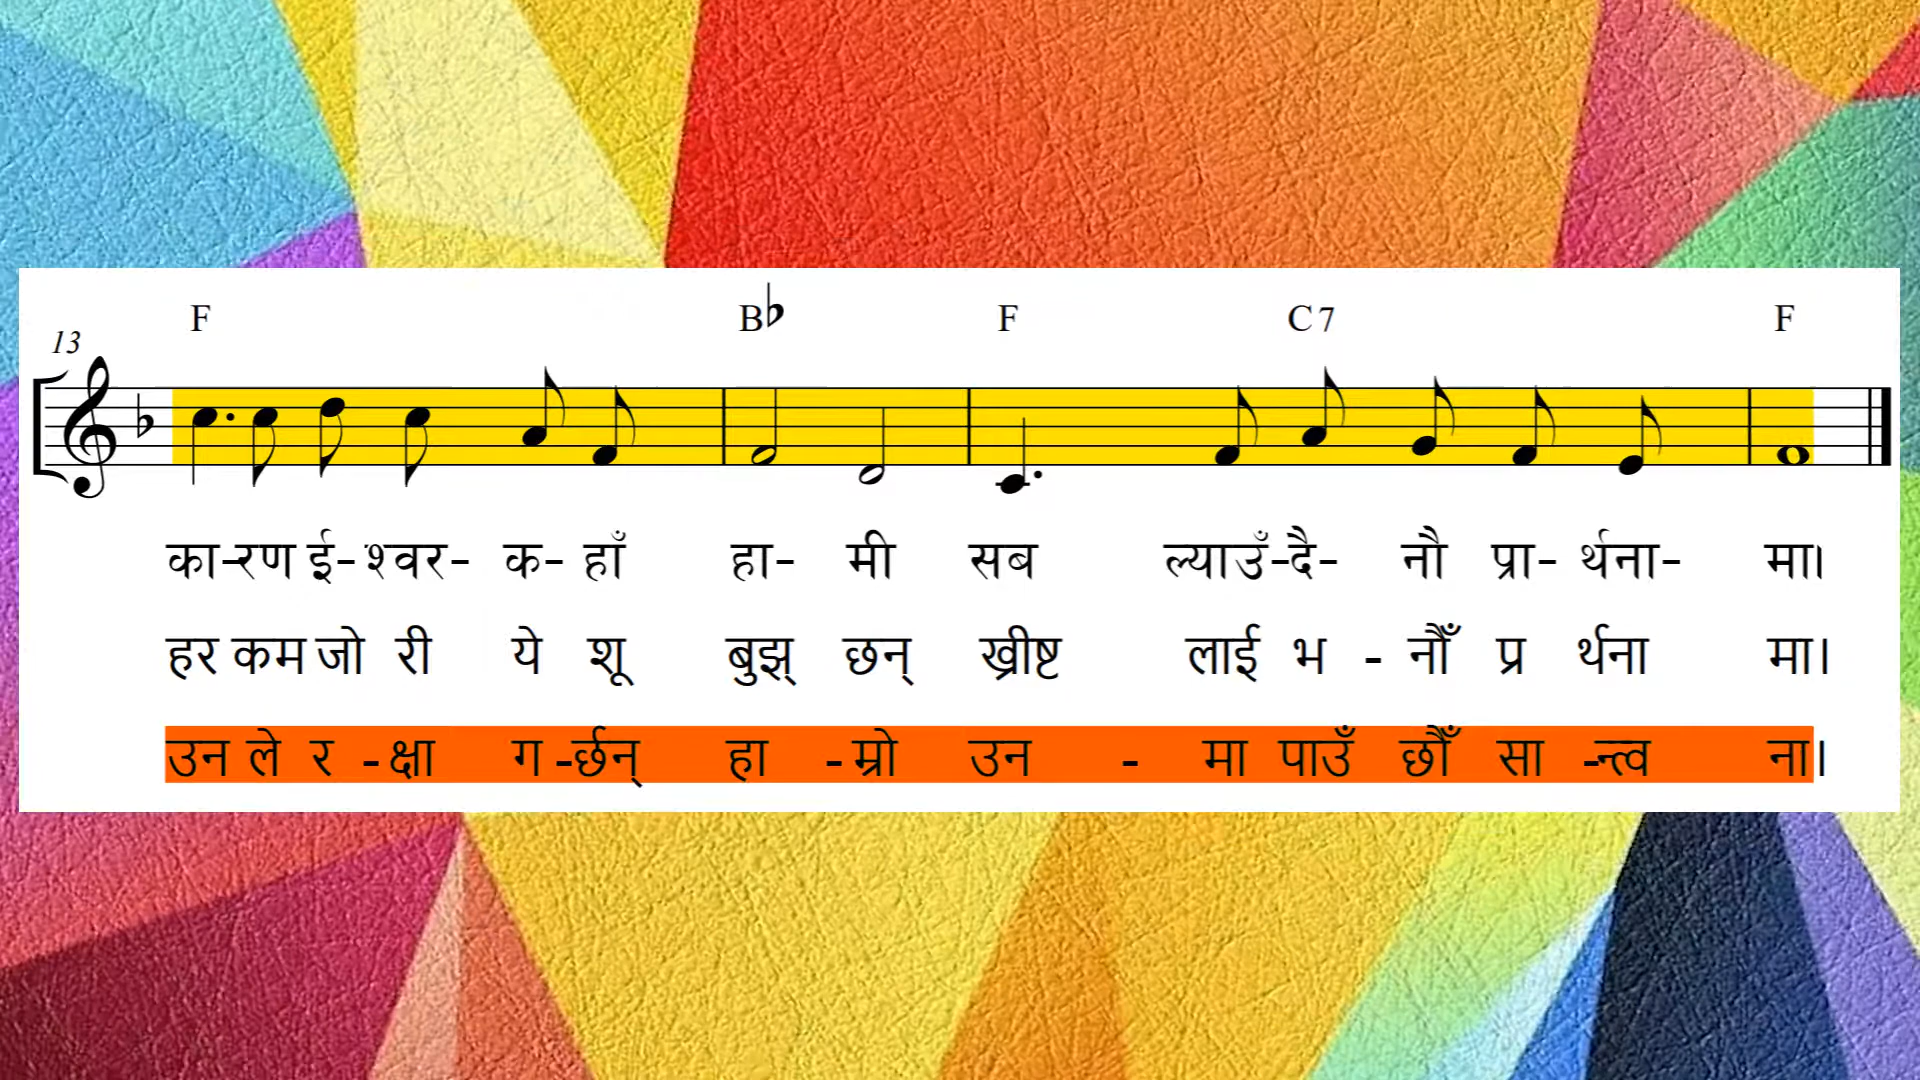 F B♭ F C7 F
13
का-रण ई-श्वर- क- हाँ हा- मी सब ल्याउँ-दै- नौ प्रा- र्थना- मा।
हर कम जो री ये शू बुझ् छन् ख्रीष्ट लाई भ - नौँ प्र र्थना मा।
उन ले र -क्षा ग -र्छन् हा -म्रो उन - मा पाउँ छौँ सा -न्त्व ना।